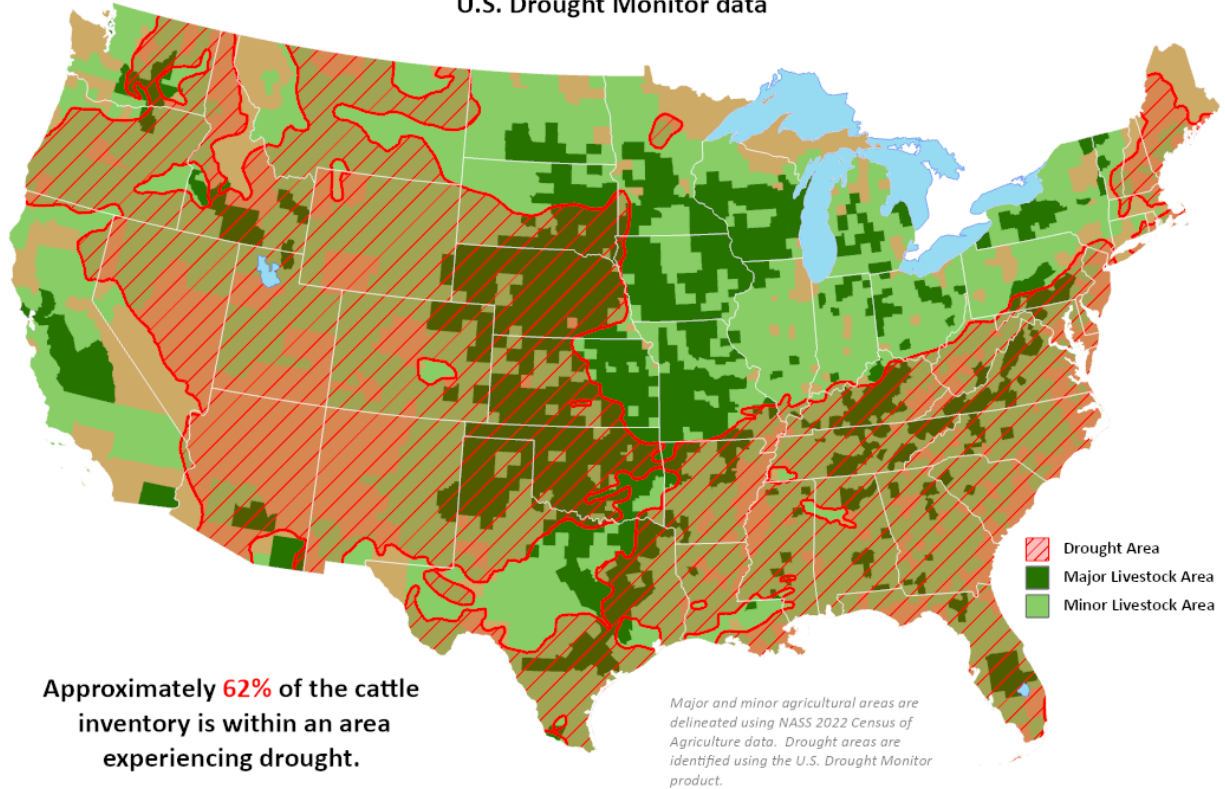 U.S. Drought Monitor data
Drought Area
Major Livestock Area
Minor Livestock Area
Approximately 62% of the cattle
inventory is within an area
experiencing drought.
Major and minor agricultural areas are
delineated using NASS 2022 Census of
Agriculture data.  Drought areas are
identified using the U.S. Drought Monitor
product.